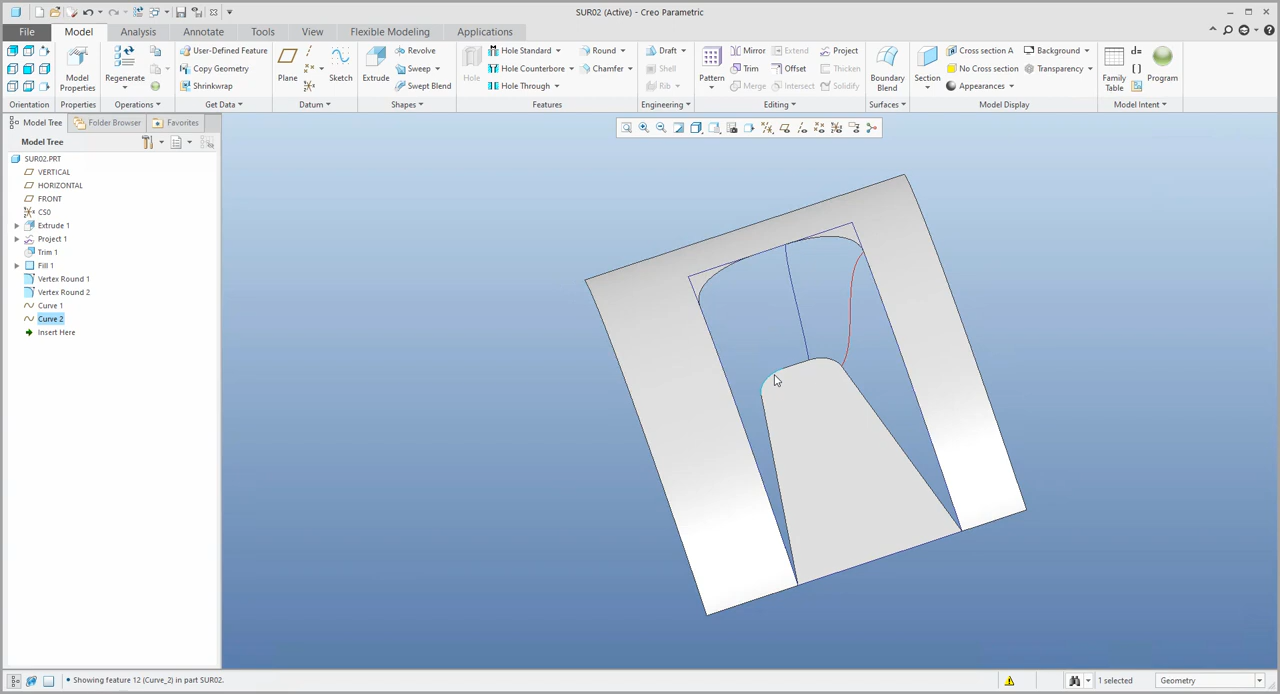 SUR02 (Active) - Creo Parametric
File Model Analysis Annotate Tools View Flexible Modeling Applications
Orientation
Model Properties
Properties
Regenerate
Operations
User-Defined Feature
Copy Geometry
Shrinkwrap
Get Data
Plane
Sketch
Datum
Extrude
Revolve
Sweep
Swept Blend
Shapes
Hole
Hole Standard
Hole Counterbore
Hole Through
Round
Chamfer
Features
Draft
Shell
Rib
Engineering
Pattern
Mirror
Trim
Merge
Extend
Offset
Intersect
Project
Thicken
Solidify
Editing
Boundary Blend
Surfaces
Section
Cross section A
No Cross section
Appearances
Background
Transparency
Model Display
Family Table
d=
Program
Model Intent
Model Tree
Folder Browser
Favorites
Model Tree
SUR02.PRT
VERTICAL
HORIZONTAL
FRONT
CS0
Extrude 1
Project 1
Trim 1
Fill 1
Vertex Round 1
Vertex Round 2
Curve 1
Curve 2
Insert Here
Showing feature 12 (Curve_2) in part SUR02.
1 selected
Geometry